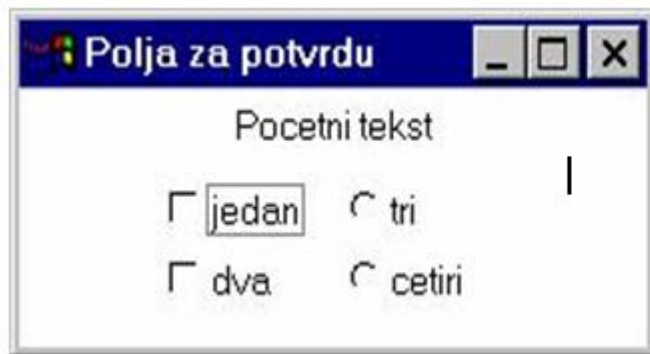 Polja za potvrdu
Pocetni tekst
jedan tri
dva cetiri